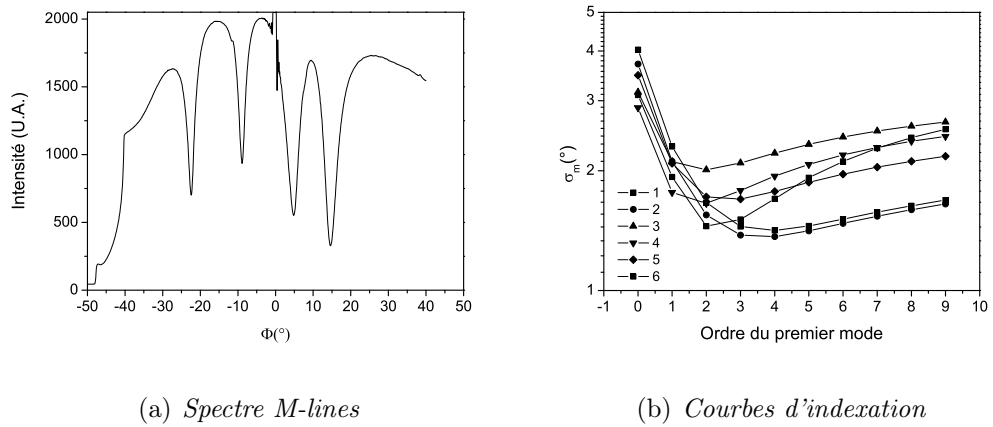 2000
1500
1000
500
0
Intensité (U.A.)
-50 -40 -30 -20 -10 0 10 20 30 40 50
Φ(°)
(a) Spectre M-lines
5
4
3
2
1
σm(°)
1
2
3
4
5
6
-1 0 1 2 3 4 5 6 7 8 9 10
Ordre du premier mode
(b) Courbes d'indexation